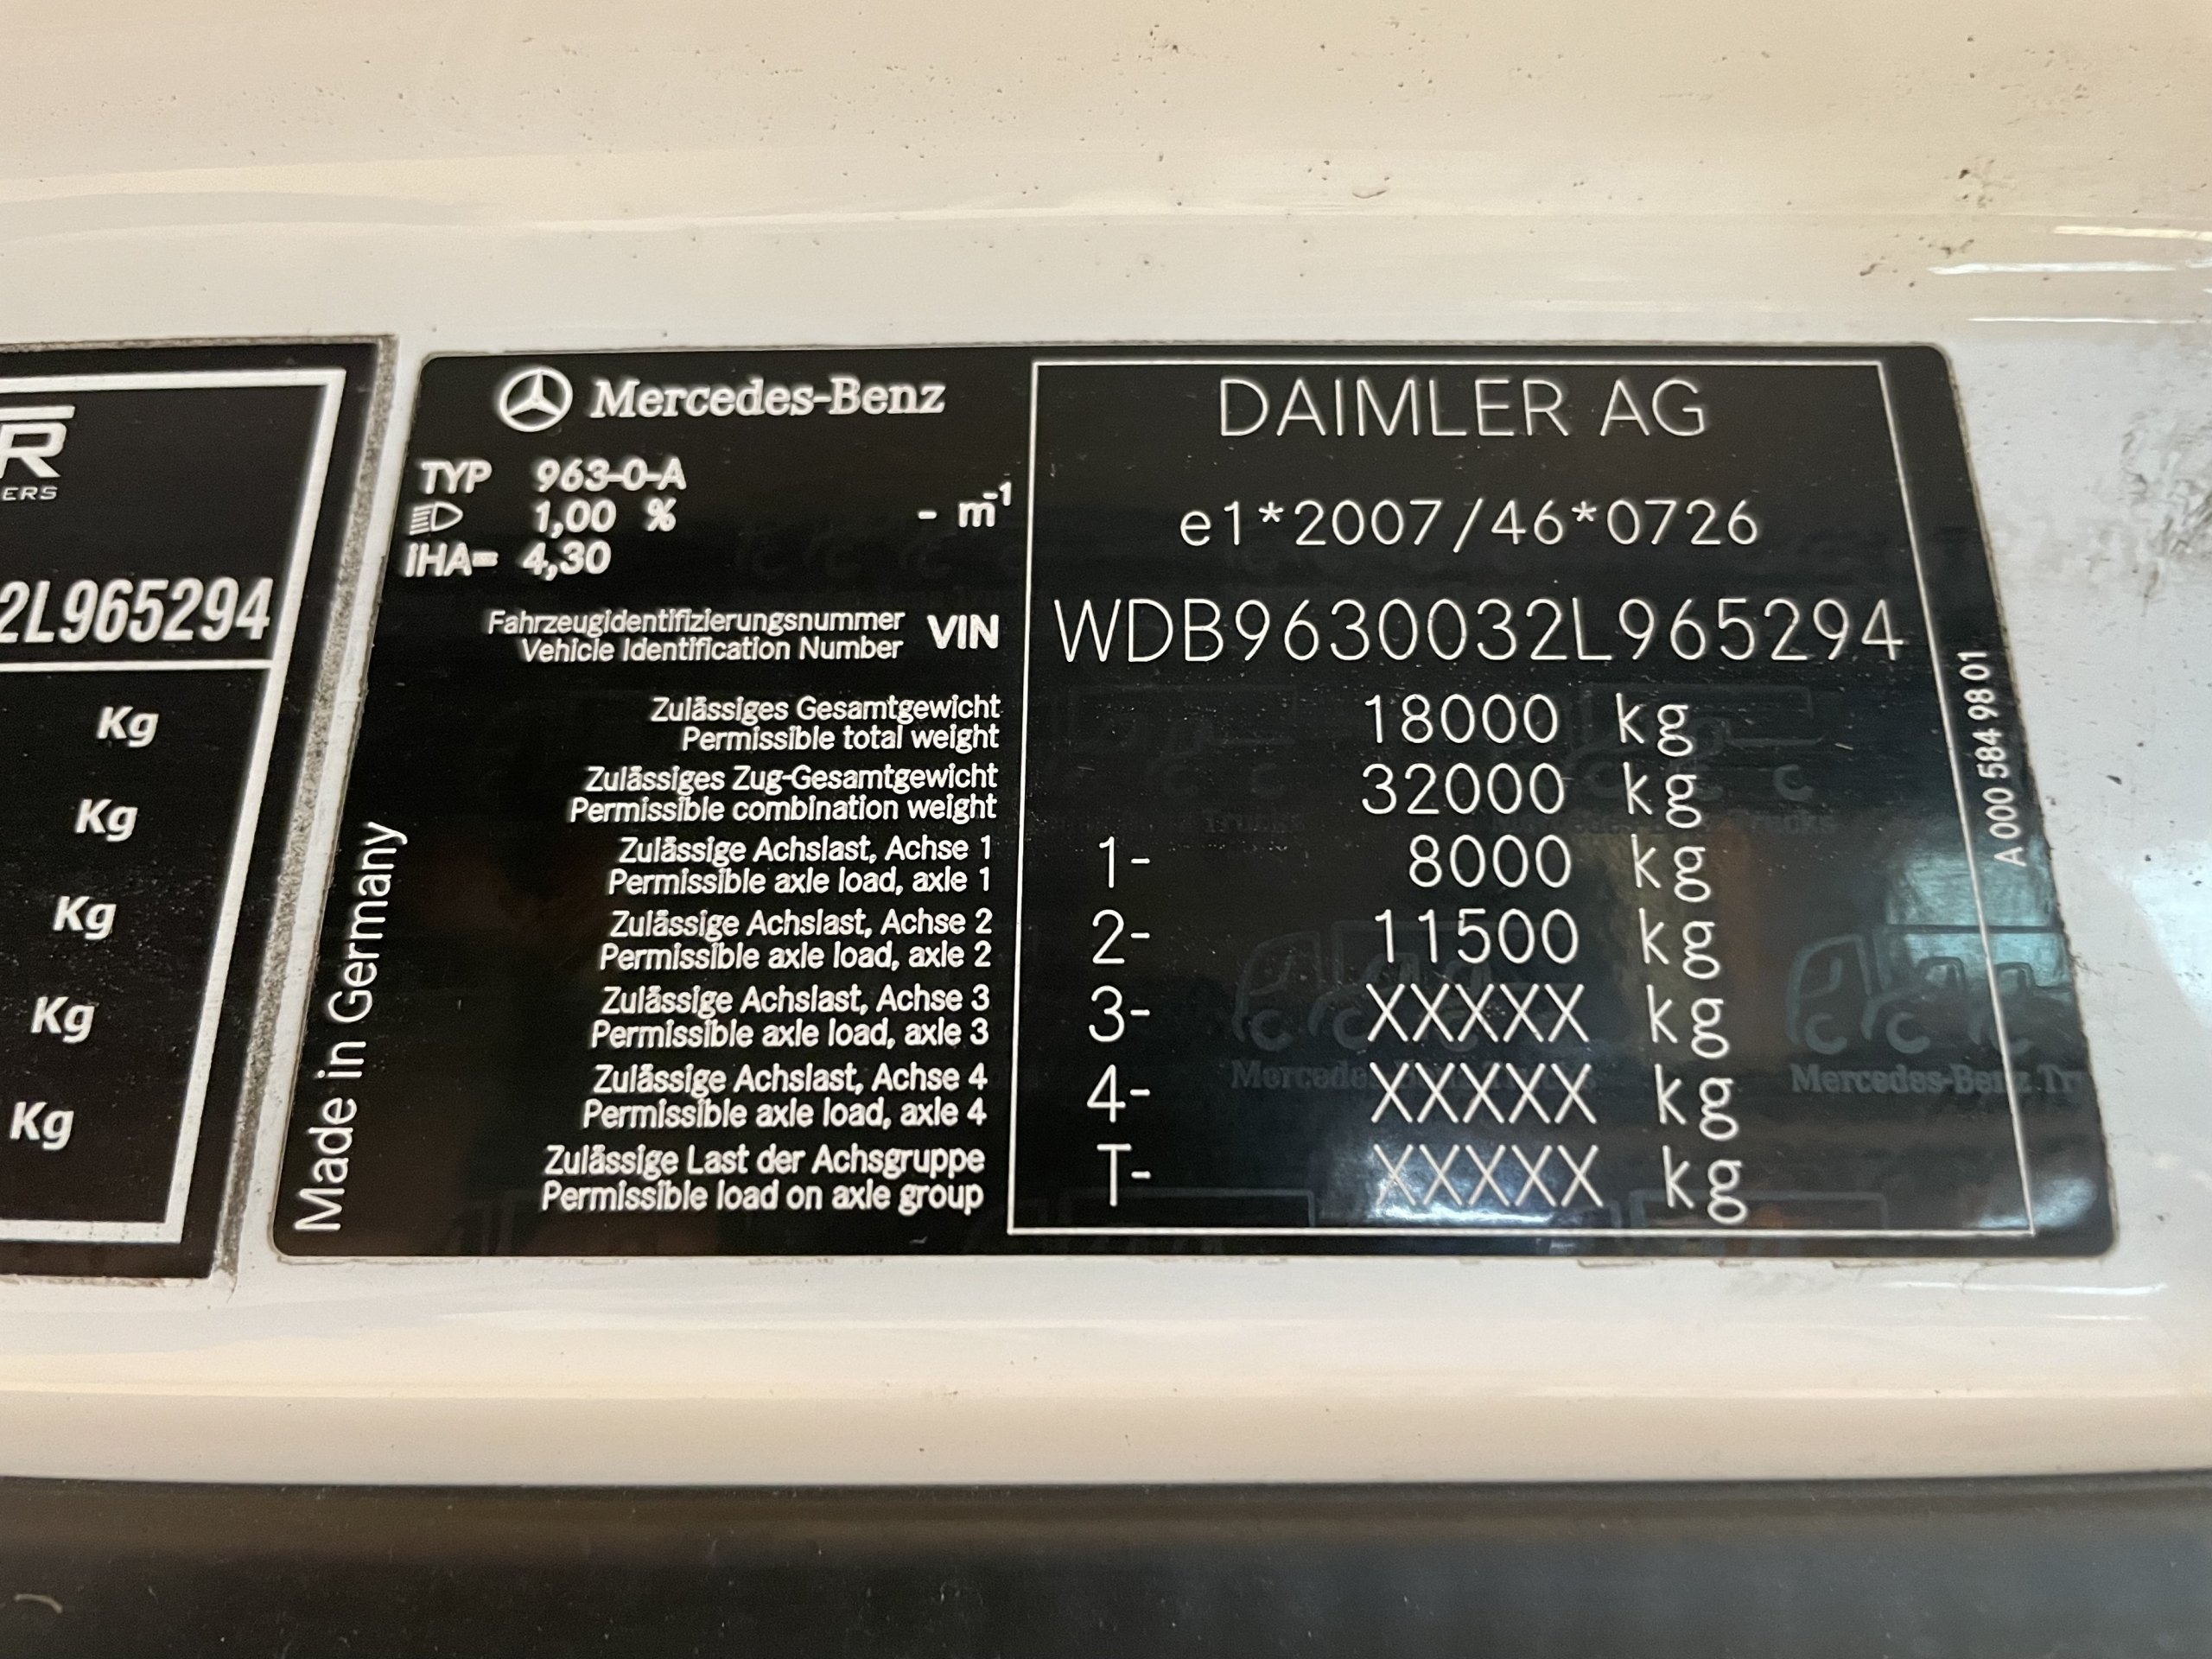 R
ERS
2L965294
Kg
Kg
Kg
Kg
Kg
Mercedes-Benz
TYP 963-0-A
1,00 % - m⁻¹
iHA= 4,30
Fahrzeugidentifizierungsnummer
Vehicle Identification Number
VIN
Zulässiges Gesamtgewicht
Permissible total weight
Zulässiges Zug-Gesamtgewicht
Permissible combination weight
Zulässige Achslast, Achse 1
Permissible axle load, axle 1
Zulässige Achslast, Achse 2
Permissible axle load, axle 2
Zulässige Achslast, Achse 3
Permissible axle load, axle 3
Zulässige Achslast, Achse 4
Permissible axle load, axle 4
Zulässige Last der Achsgruppe
Permissible load on axle group
Made in Germany
DAIMLER AG
e1*2007/46*0726
WDB9630032L965294
18000 kg
32000 kg
1- 8000 kg
2- 11500 kg
3- XXXXX kg
4- XXXXX kg
T- XXXXX kg
A 000 584 98 01
Mercedes-Benz Tr